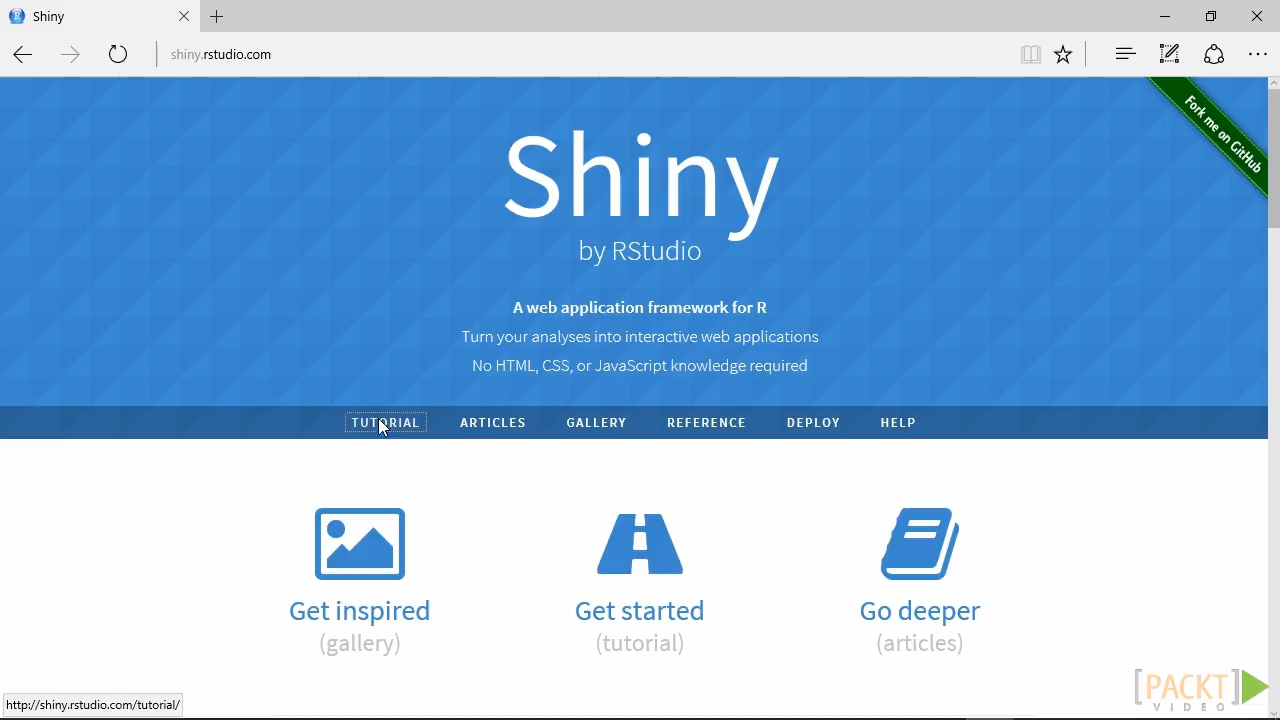 Shiny
shiny.rstudio.com
Fork me on GitHub
Shiny
by RStudio
A web application framework for R
Turn your analyses into interactive web applications
No HTML, CSS, or JavaScript knowledge required
TUTORIAL ARTICLES GALLERY REFERENCE DEPLOY HELP
Get inspired
(gallery)
Get started
(tutorial)
Go deeper
(articles)
http://shiny.rstudio.com/tutorial/
[PACKT]
VIDEO